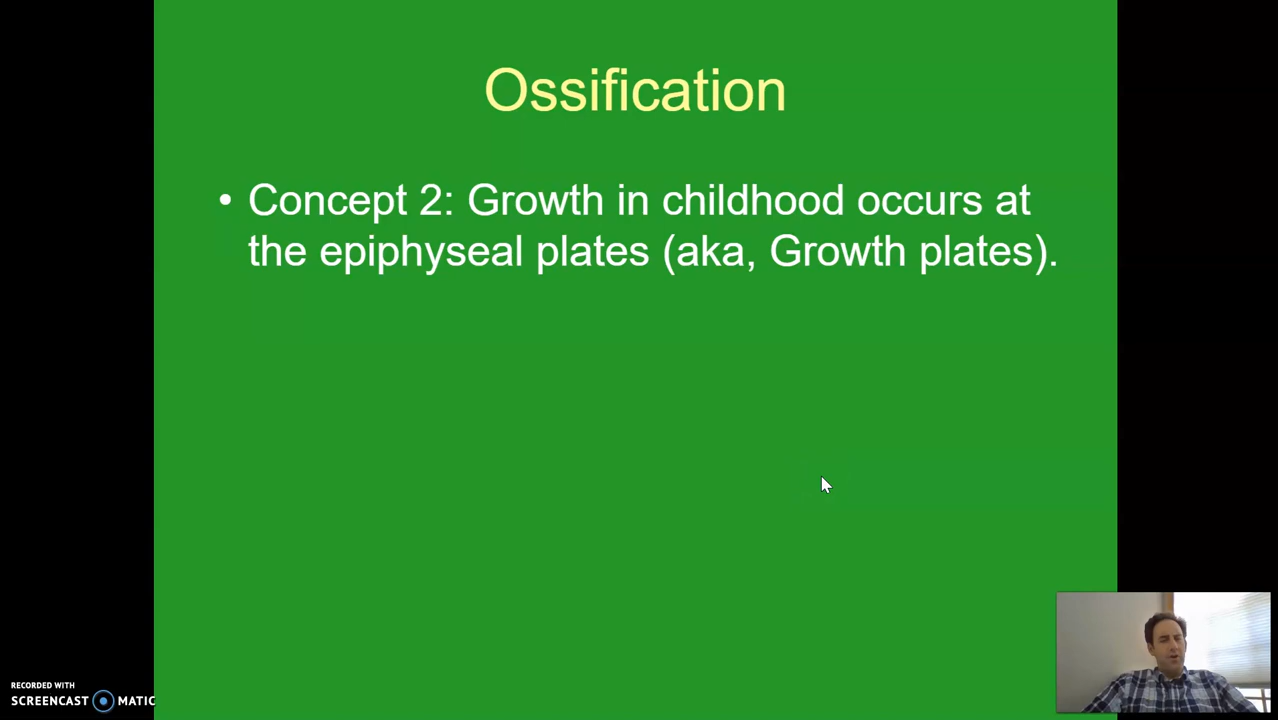 Ossification
• Concept 2: Growth in childhood occurs at
the epiphyseal plates (aka, Growth plates).
RECORDED WITH
SCREENCAST MATIC